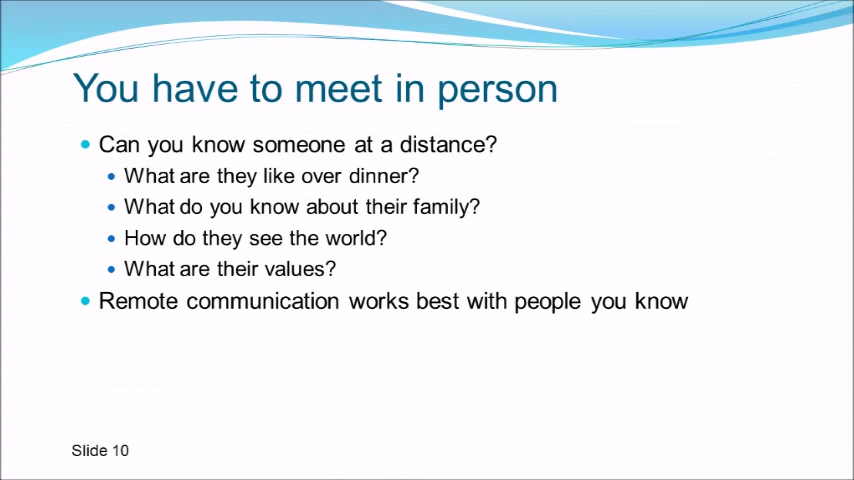 You have to meet in person
Can you know someone at a distance?
What are they like over dinner?
What do you know about their family?
How do they see the world?
What are their values?
Remote communication works best with people you know
Slide 10